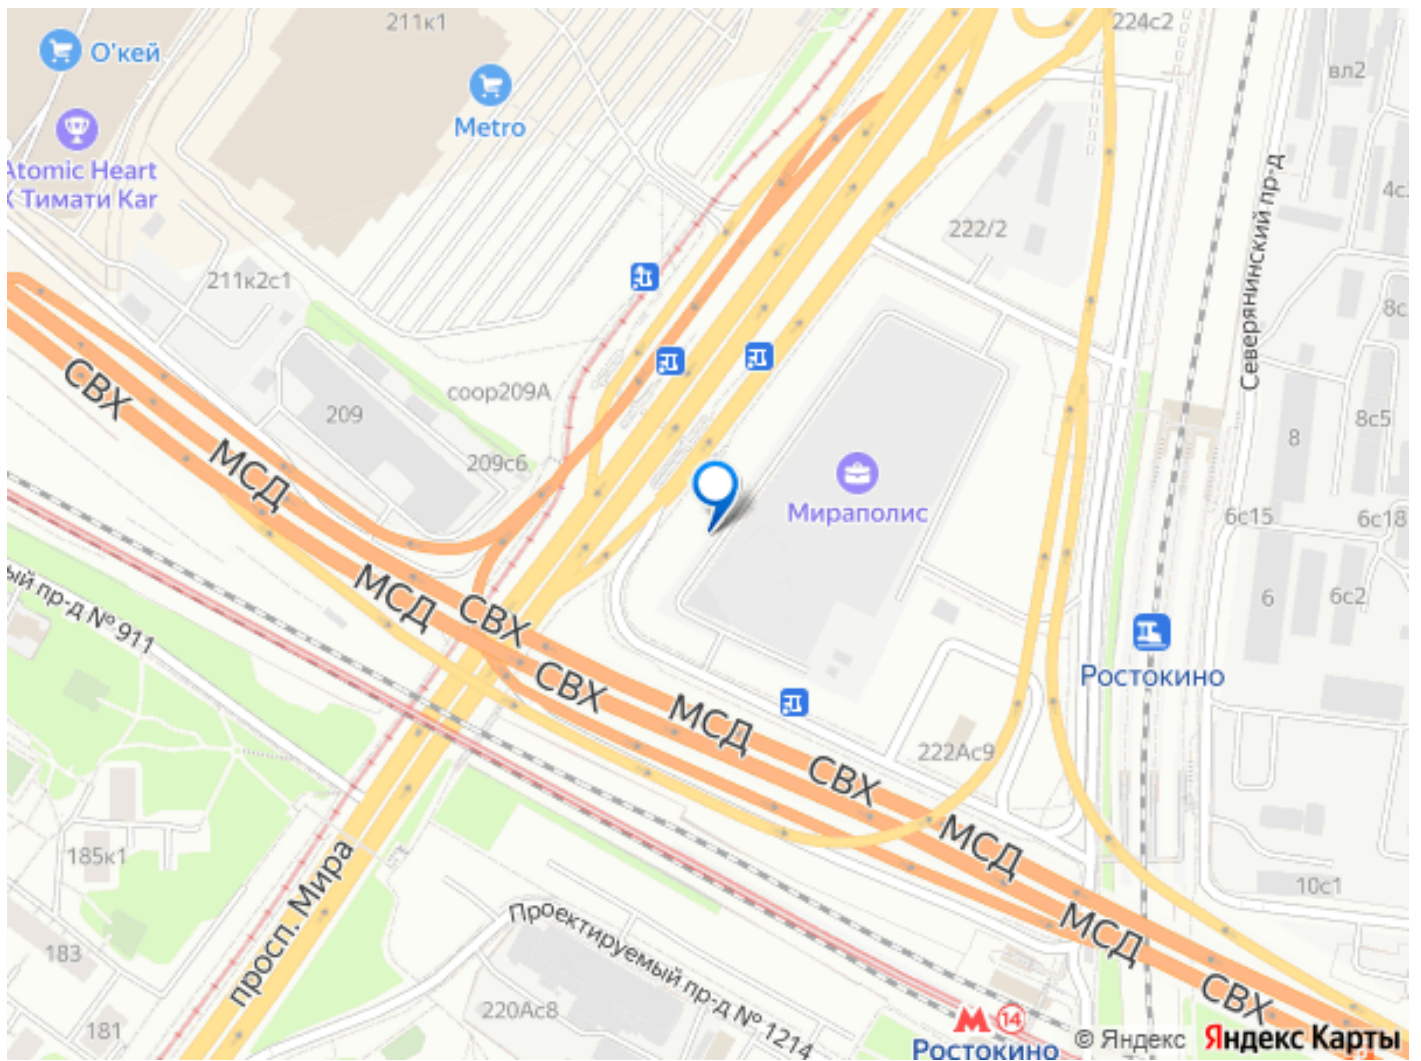 211к1
224с2
О'кей
вл2
Metro
Atomic Heart
Х Тимати Каг
4с
Северянинский пр-д
222/2
211к2с1
8с
СВХ
соор209А
209
8с5
8
МСД
209с6
Мираполис
6с15
6с18
МСД
СВХ
6
6с2
ый пр-д № 911
СВХ
Ростокино
МСД
222Ас9
СВХ
МСД
185к1
просп. Мира
10с1
Проектируемый пр-д № 1214
МСД
183
СВХ
220Ас8
181
М 14
Ростокино
© Яндекс Яндекс Карты